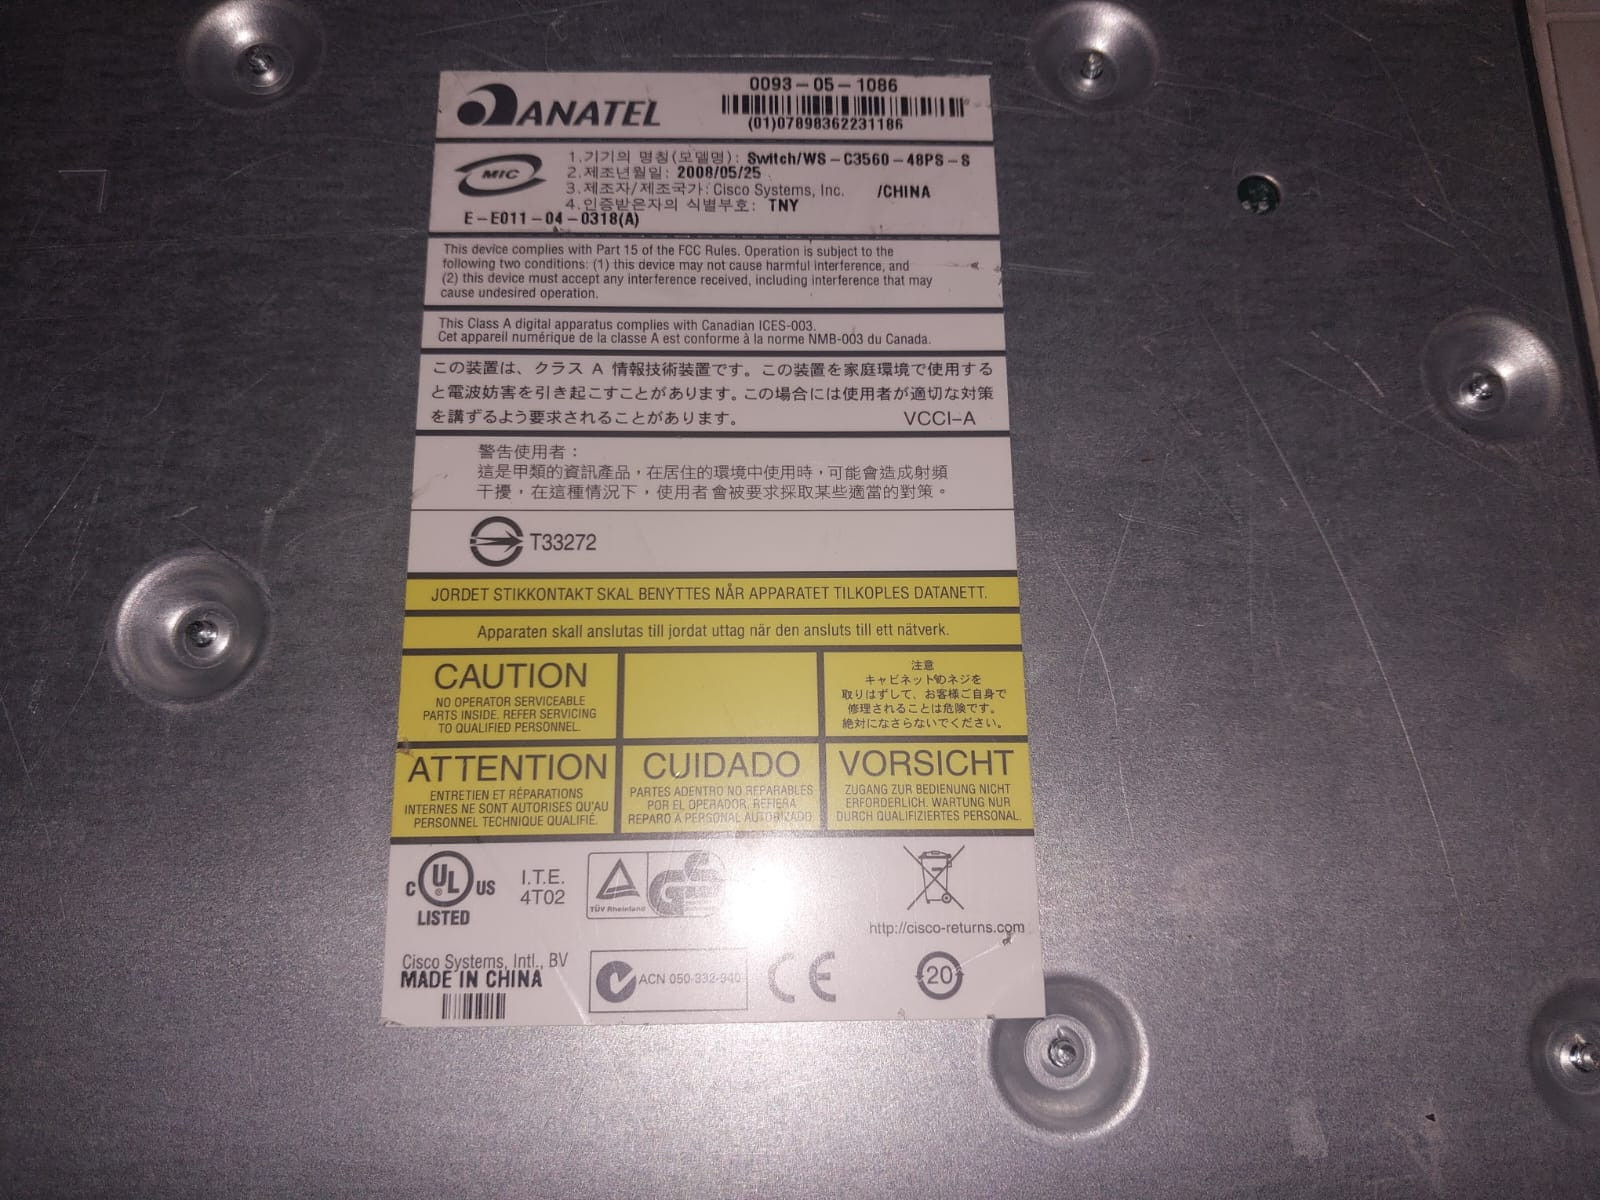 ANATEL
0093-05-1086
(01)07898362231186
MIC
1.기기의 명칭(모델명): Switch/WS-C3560-48PS-S
2.제조년월일: 2008/05/25
3.제조자/제조국가: Cisco Systems, Inc. /CHINA
4.인증받은자의 식별부호: TNY
E-E011-04-0318(A)
This device complies with Part 15 of the FCC Rules. Operation is subject to the
following two conditions: (1) this device may not cause harmful interference, and
(2) this device must accept any interference received, including interference that may
cause undesired operation.
This Class A digital apparatus complies with Canadian ICES-003.
Cet appareil numérique de la classe A est conforme à la norme NMB-003 du Canada.
この装置は、クラス A 情報技術装置です。この装置を家庭環境で使用する
と電波妨害を引き起こすことがあります。この場合には使用者が適切な対策
を講ずるよう要求されることがあります。 VCCI-A
警告使用者：
這是甲類的資訊產品，在居住的環境中使用時，可能會造成射頻
干擾，在這種情況下，使用者會被要求採取某些適當的對策。
T33272
JORDET STIKKONTAKT SKAL BENYTTES NÅR APPARATET TILKOPLES DATANETT.
Apparaten skall anslutas till jordat uttag när den ansluts till ett nätverk.
CAUTION
NO OPERATOR SERVICEABLE
PARTS INSIDE. REFER SERVICING
TO QUALIFIED PERSONNEL.
注意
キャビネットのネジを
取りはずして、お客様ご自身で
修理されることは危険です。
絶対になさらないでください。
ATTENTION
ENTRETIEN ET RÉPARATIONS
INTERNES NE SONT AUTORISES QU'AU
PERSONNEL TECHNIQUE QUALIFIÉ.
CUIDADO
PARTES ADENTRO NO REPARABLES
POR EL OPERADOR, REFIERA
REPARO A PERSONAL AUTORIZADO.
VORSICHT
ZUGANG ZUR BEDIENUNG NICHT
ERFORDERLICH. WARTUNG NUR
DURCH QUALIFIZIERTES PERSONAL.
C UL US
LISTED
I.T.E.
4T02
TÜV Rheinland
GS
http://cisco-returns.com
Cisco Systems, Intl., BV
MADE IN CHINA
ACN 050-332-940
CE
20